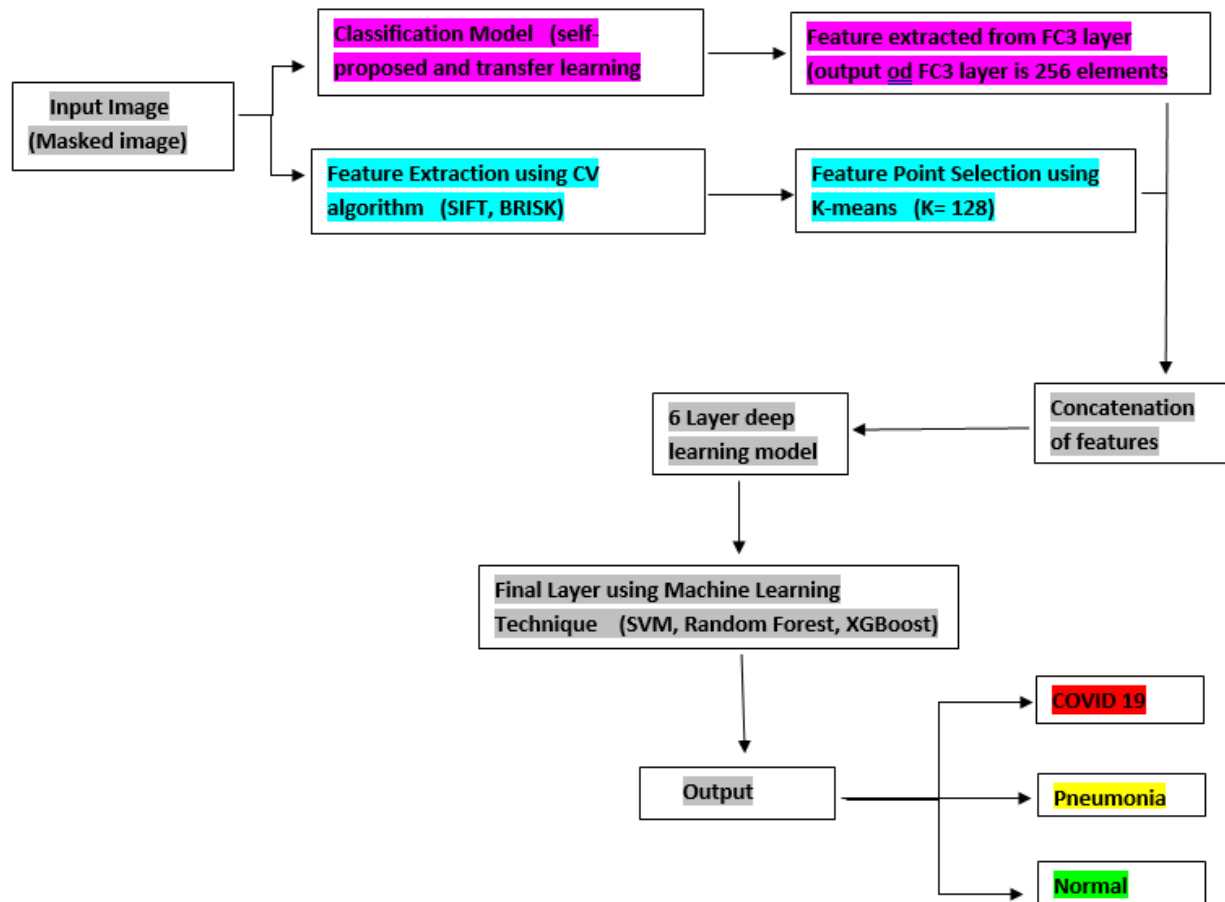 Classification Model (self-
proposed and transfer learning
Feature extracted from FC3 layer
(output od FC3 layer is 256 elements
Input Image
(Masked image)
Feature Extraction using CV
algorithm (SIFT, BRISK)
Feature Point Selection using
K-means (K= 128)
Concatenation
of features
6 Layer deep
learning model
Final Layer using Machine Learning
Technique (SVM, Random Forest, XGBoost)
COVID 19
Output
Pneumonia
Normal